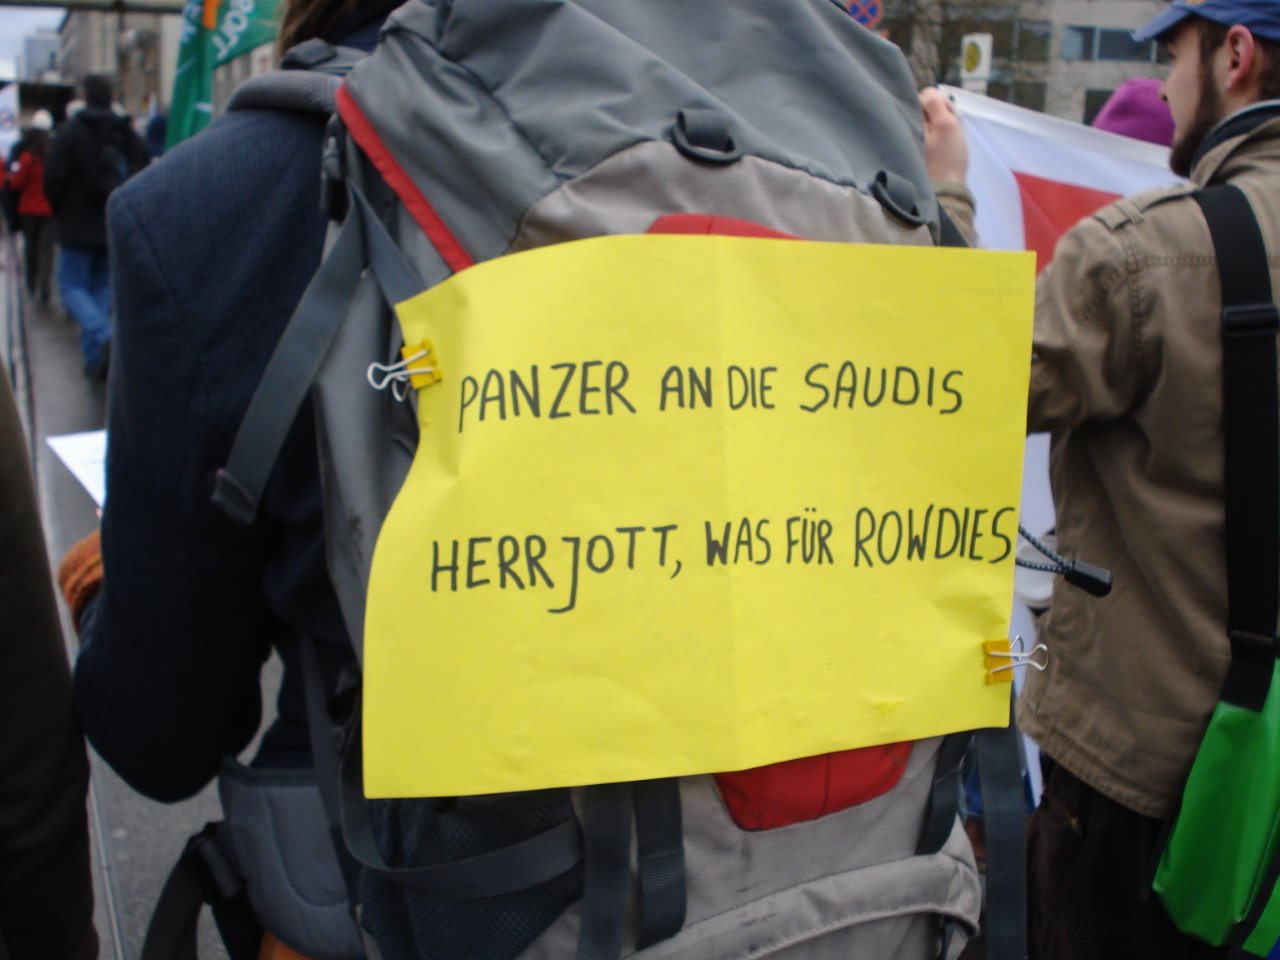 PANZER AN DIE SAUDIS
HERRJOTT, WAS FÜR ROWDIES